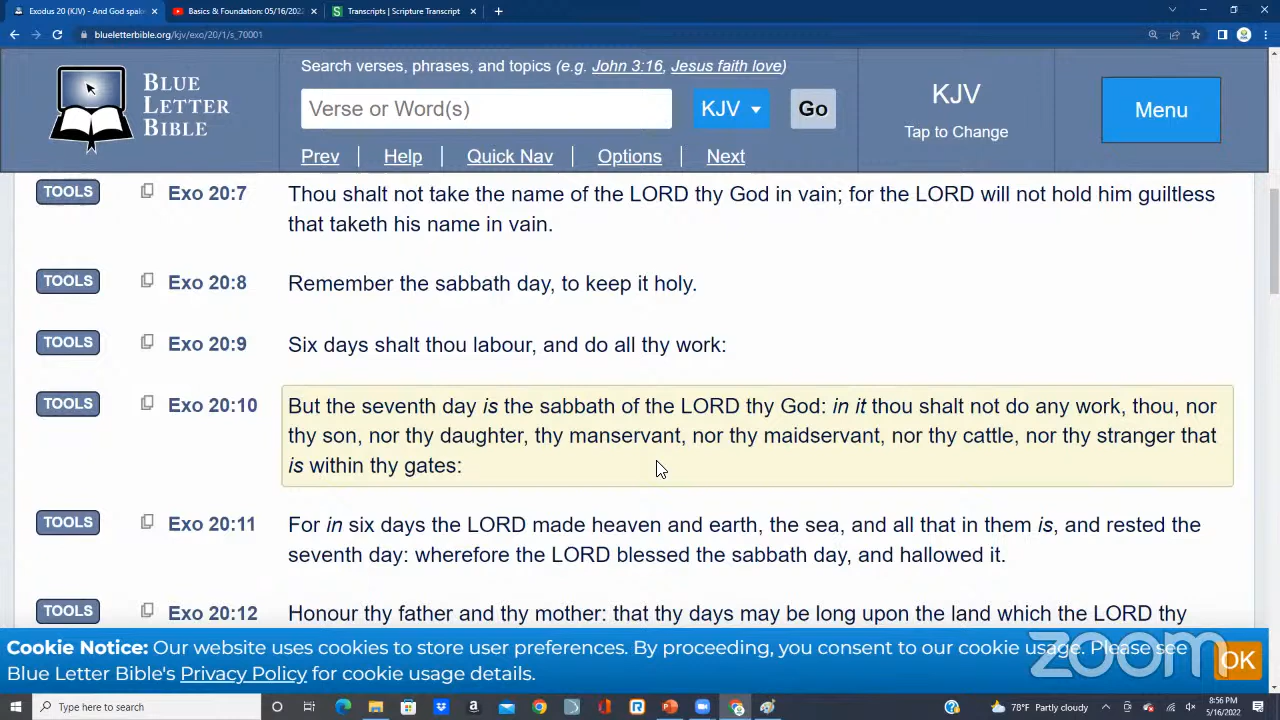 Exodus 20 (KJV) - And God spak
Basics & Foundation: 05/16/2022
Transcripts | Scripture Transcript
blueletterbible.org/kjv/exo/20/1/s_70001
BLUE
LETTER
BIBLE
Search verses, phrases, and topics (e.g. John 3:16, Jesus faith love)
Verse or Word(s)
KJV
Go
Prev
Help
Quick Nav
Options
Next
KJV
Tap to Change
Menu
TOOLS Exo 20:7 Thou shalt not take the name of the LORD thy God in vain; for the LORD will not hold him guiltless
that taketh his name in vain.
TOOLS Exo 20:8 Remember the sabbath day, to keep it holy.
TOOLS Exo 20:9 Six days shalt thou labour, and do all thy work:
TOOLS Exo 20:10 But the seventh day is the sabbath of the LORD thy God: in it thou shalt not do any work, thou, nor
thy son, nor thy daughter, thy manservant, nor thy maidservant, nor thy cattle, nor thy stranger that
is within thy gates:
TOOLS Exo 20:11 For in six days the LORD made heaven and earth, the sea, and all that in them is, and rested the
seventh day: wherefore the LORD blessed the sabbath day, and hallowed it.
TOOLS Exo 20:12 Honour thy father and thy mother: that thy days may be long upon the land which the LORD thy
Cookie Notice: Our website uses cookies to store user preferences. By proceeding, you consent to our cookie usage. Please see
Blue Letter Bible's Privacy Policy for cookie usage details.
OK
zoom
Type here to search
78°F Partly cloudy
8:56 PM
5/16/2022